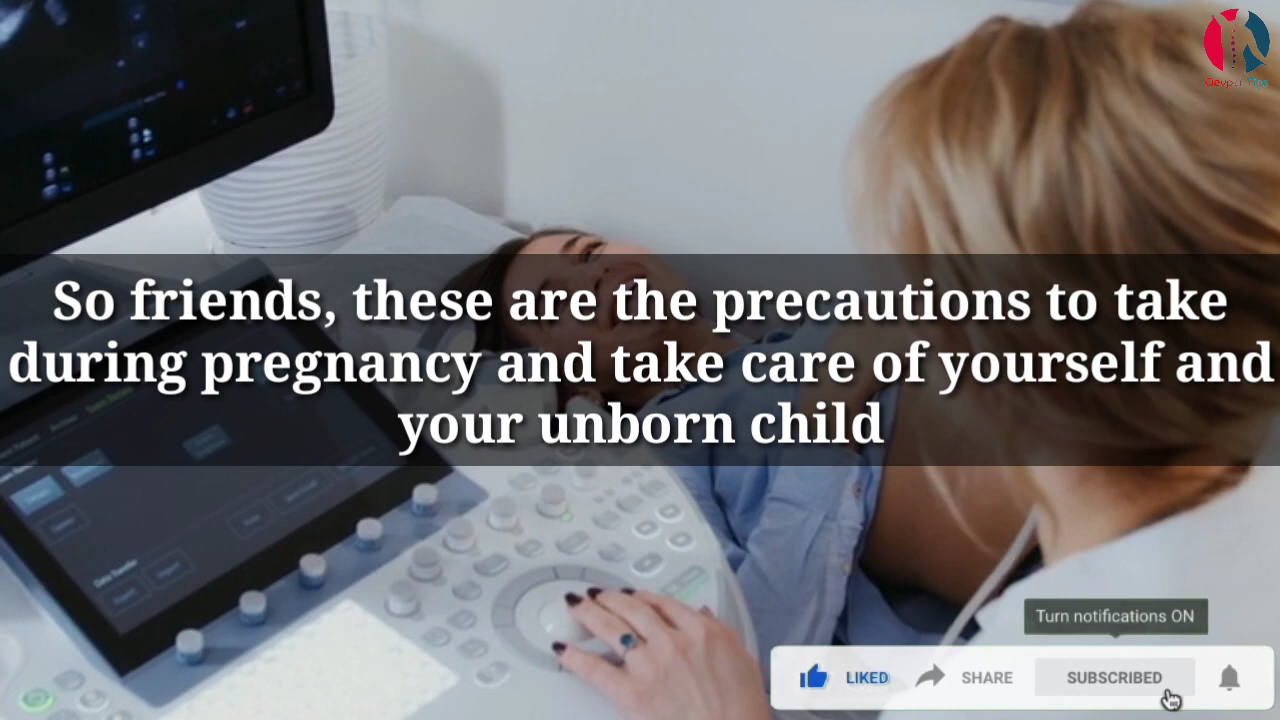 So friends, these are the precautions to take
during pregnancy and take care of yourself and
your unborn child
Turn notifications ON
LIKED SHARE SUBSCRIBED